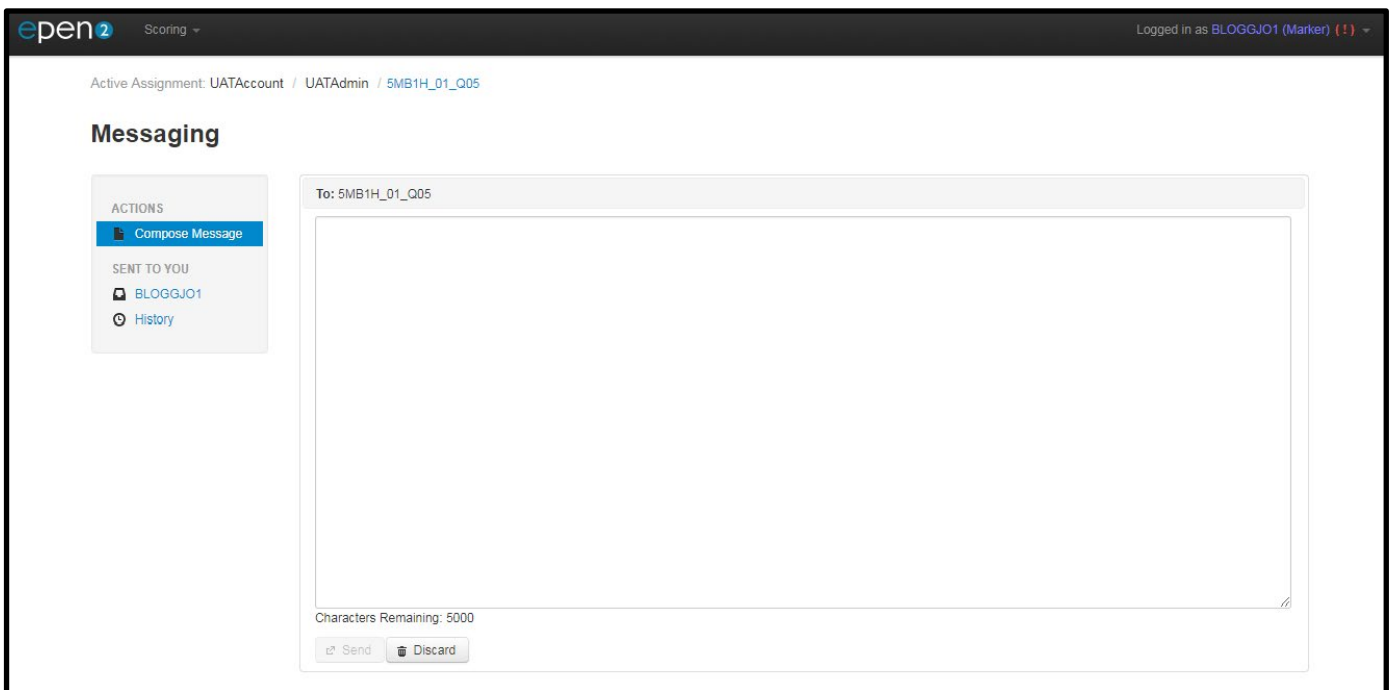 epen2 Scoring Logged in as BLOGGJO1 (Marker) (!)
Active Assignment: UATAccount / UATAdmin / 5MB1H_01_Q05
Messaging
ACTIONS
Compose Message
SENT TO YOU
BLOGGJO1
History
To: 5MB1H_01_Q05
Characters Remaining: 5000
Send Discard